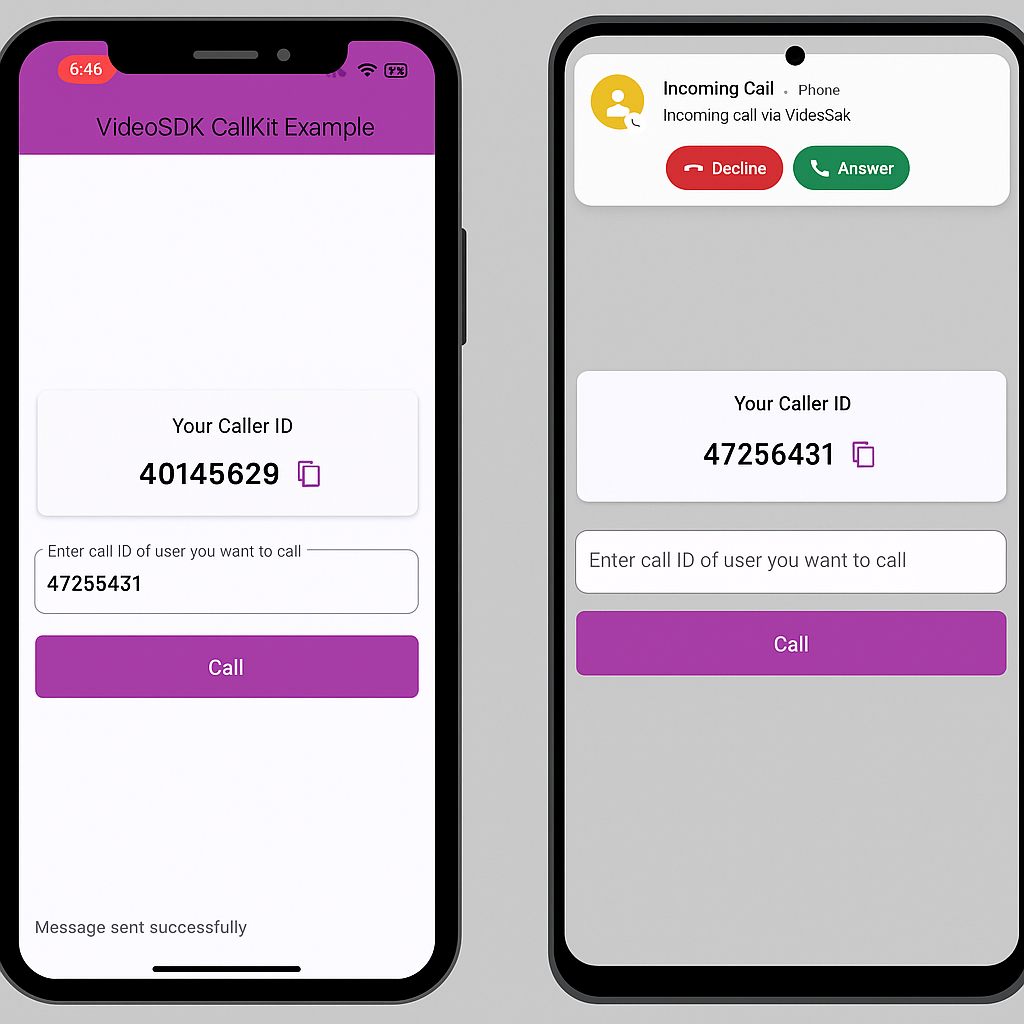 6:46
VideoSDK CallKit Example
Your Caller ID
40145629
Enter call ID of user you want to call
47255431
Call
Message sent successfully
Incoming Cail • Phone
Incoming call via VidesSak
Decline
Answer
Your Caller ID
47256431
Enter call ID of user you want to call
Call